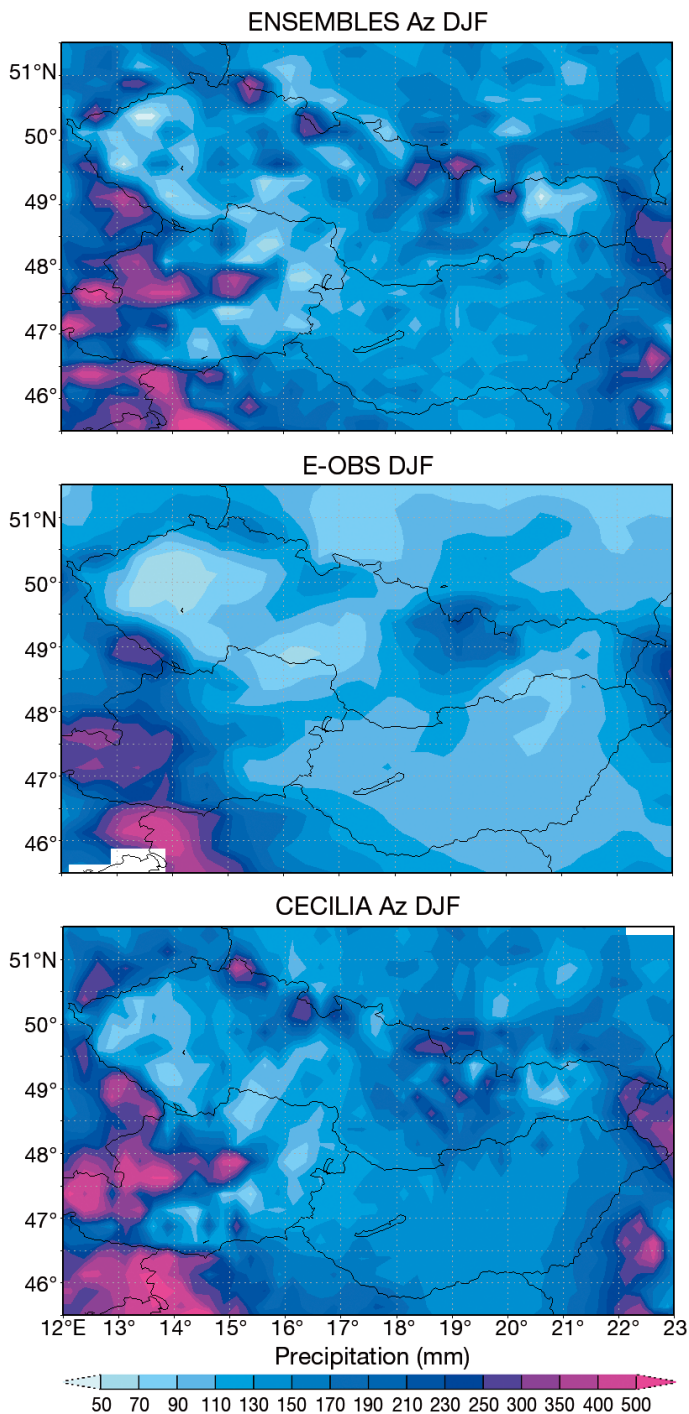 ENSEMBLES Az DJF
51°N
50°
49°
48°
47°
46°
E-OBS DJF
51°N
50°
49°
48°
47°
46°
CECILIA Az DJF
51°N
50°
49°
48°
47°
46°
12°E 13° 14° 15° 16° 17° 18° 19° 20° 21° 22° 23
Precipitation (mm)
50 70 90 110 130 150 170 190 210 230 250 300 350 400 500